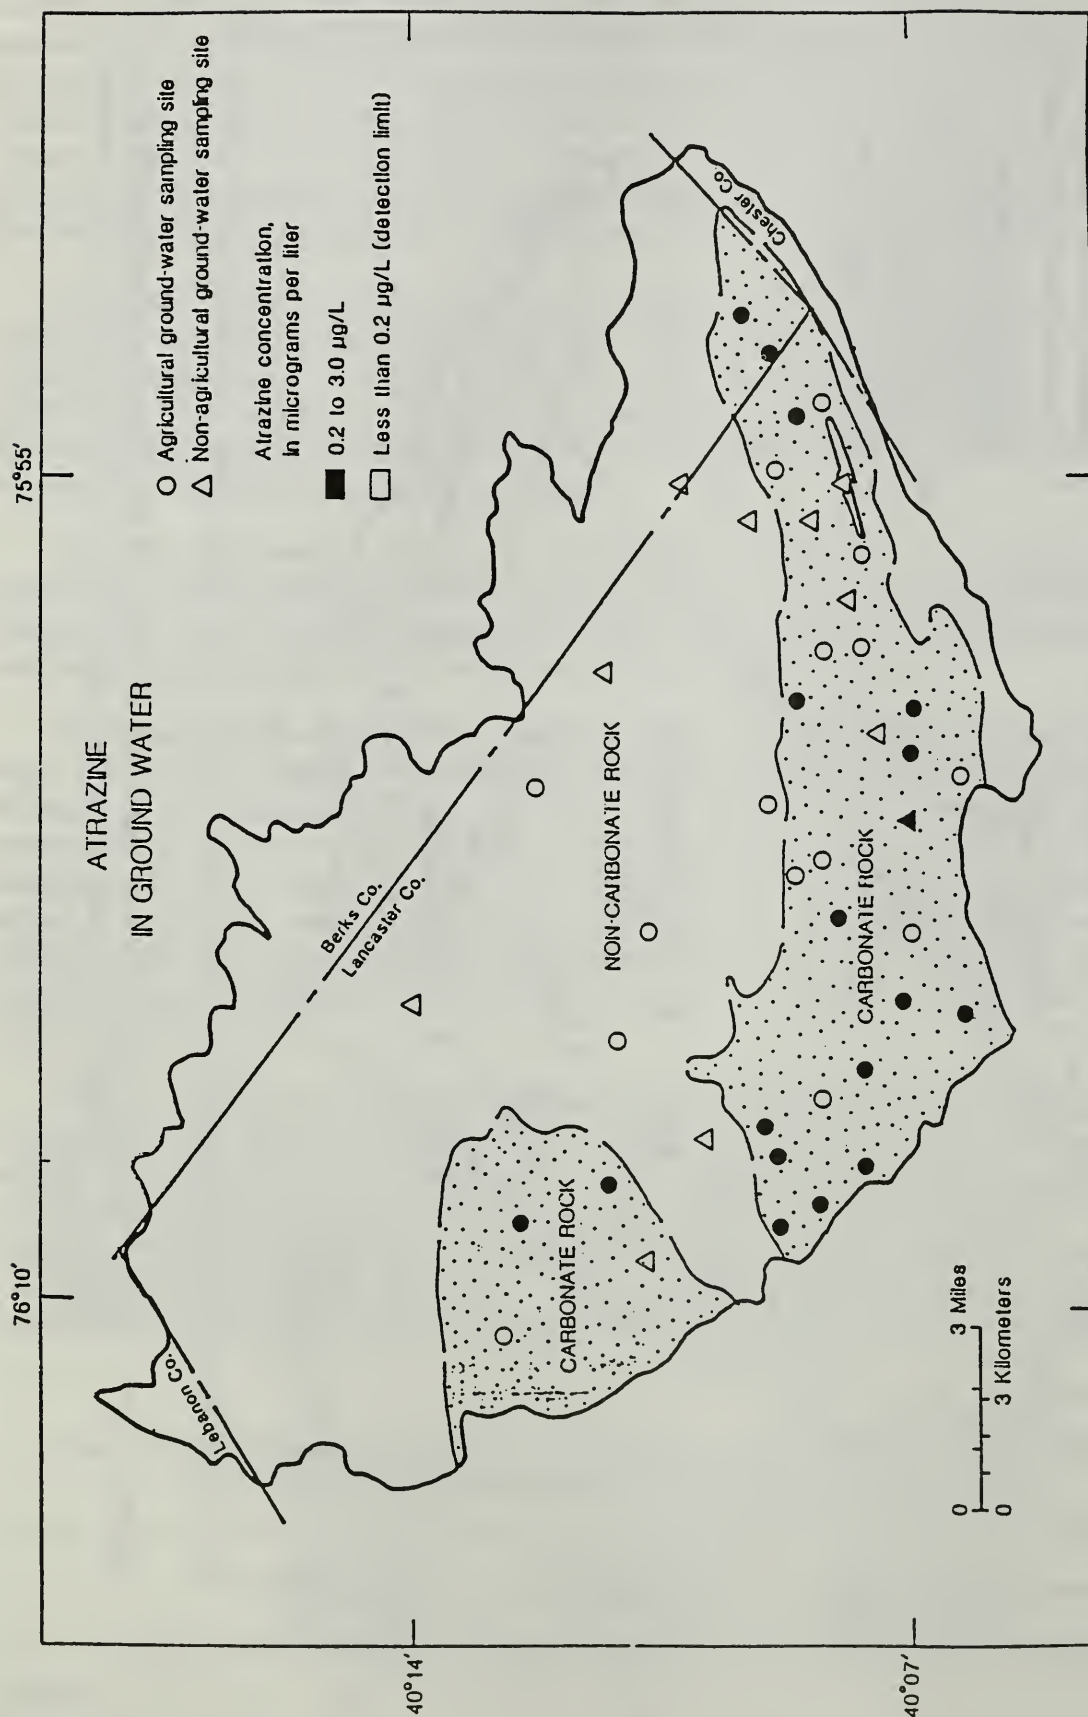 ATRAZINE
IN GROUND WATER
Agricultural ground-water sampling site
Non-agricultural ground-water sampling site
Atrazine concentration,
in micrograms per liter
0.2 to 3.0 µg/L
Less than 0.2 µg/L (detection limit)
76°10'
75°55'
40°14'
40°07'
Lebanon Co.
Berks Co.
Lancaster Co.
Chester Co.
NON-CARBONATE ROCK
CARBONATE ROCK
CARBONATE ROCK
0 3 Miles
0 3 Kilometers